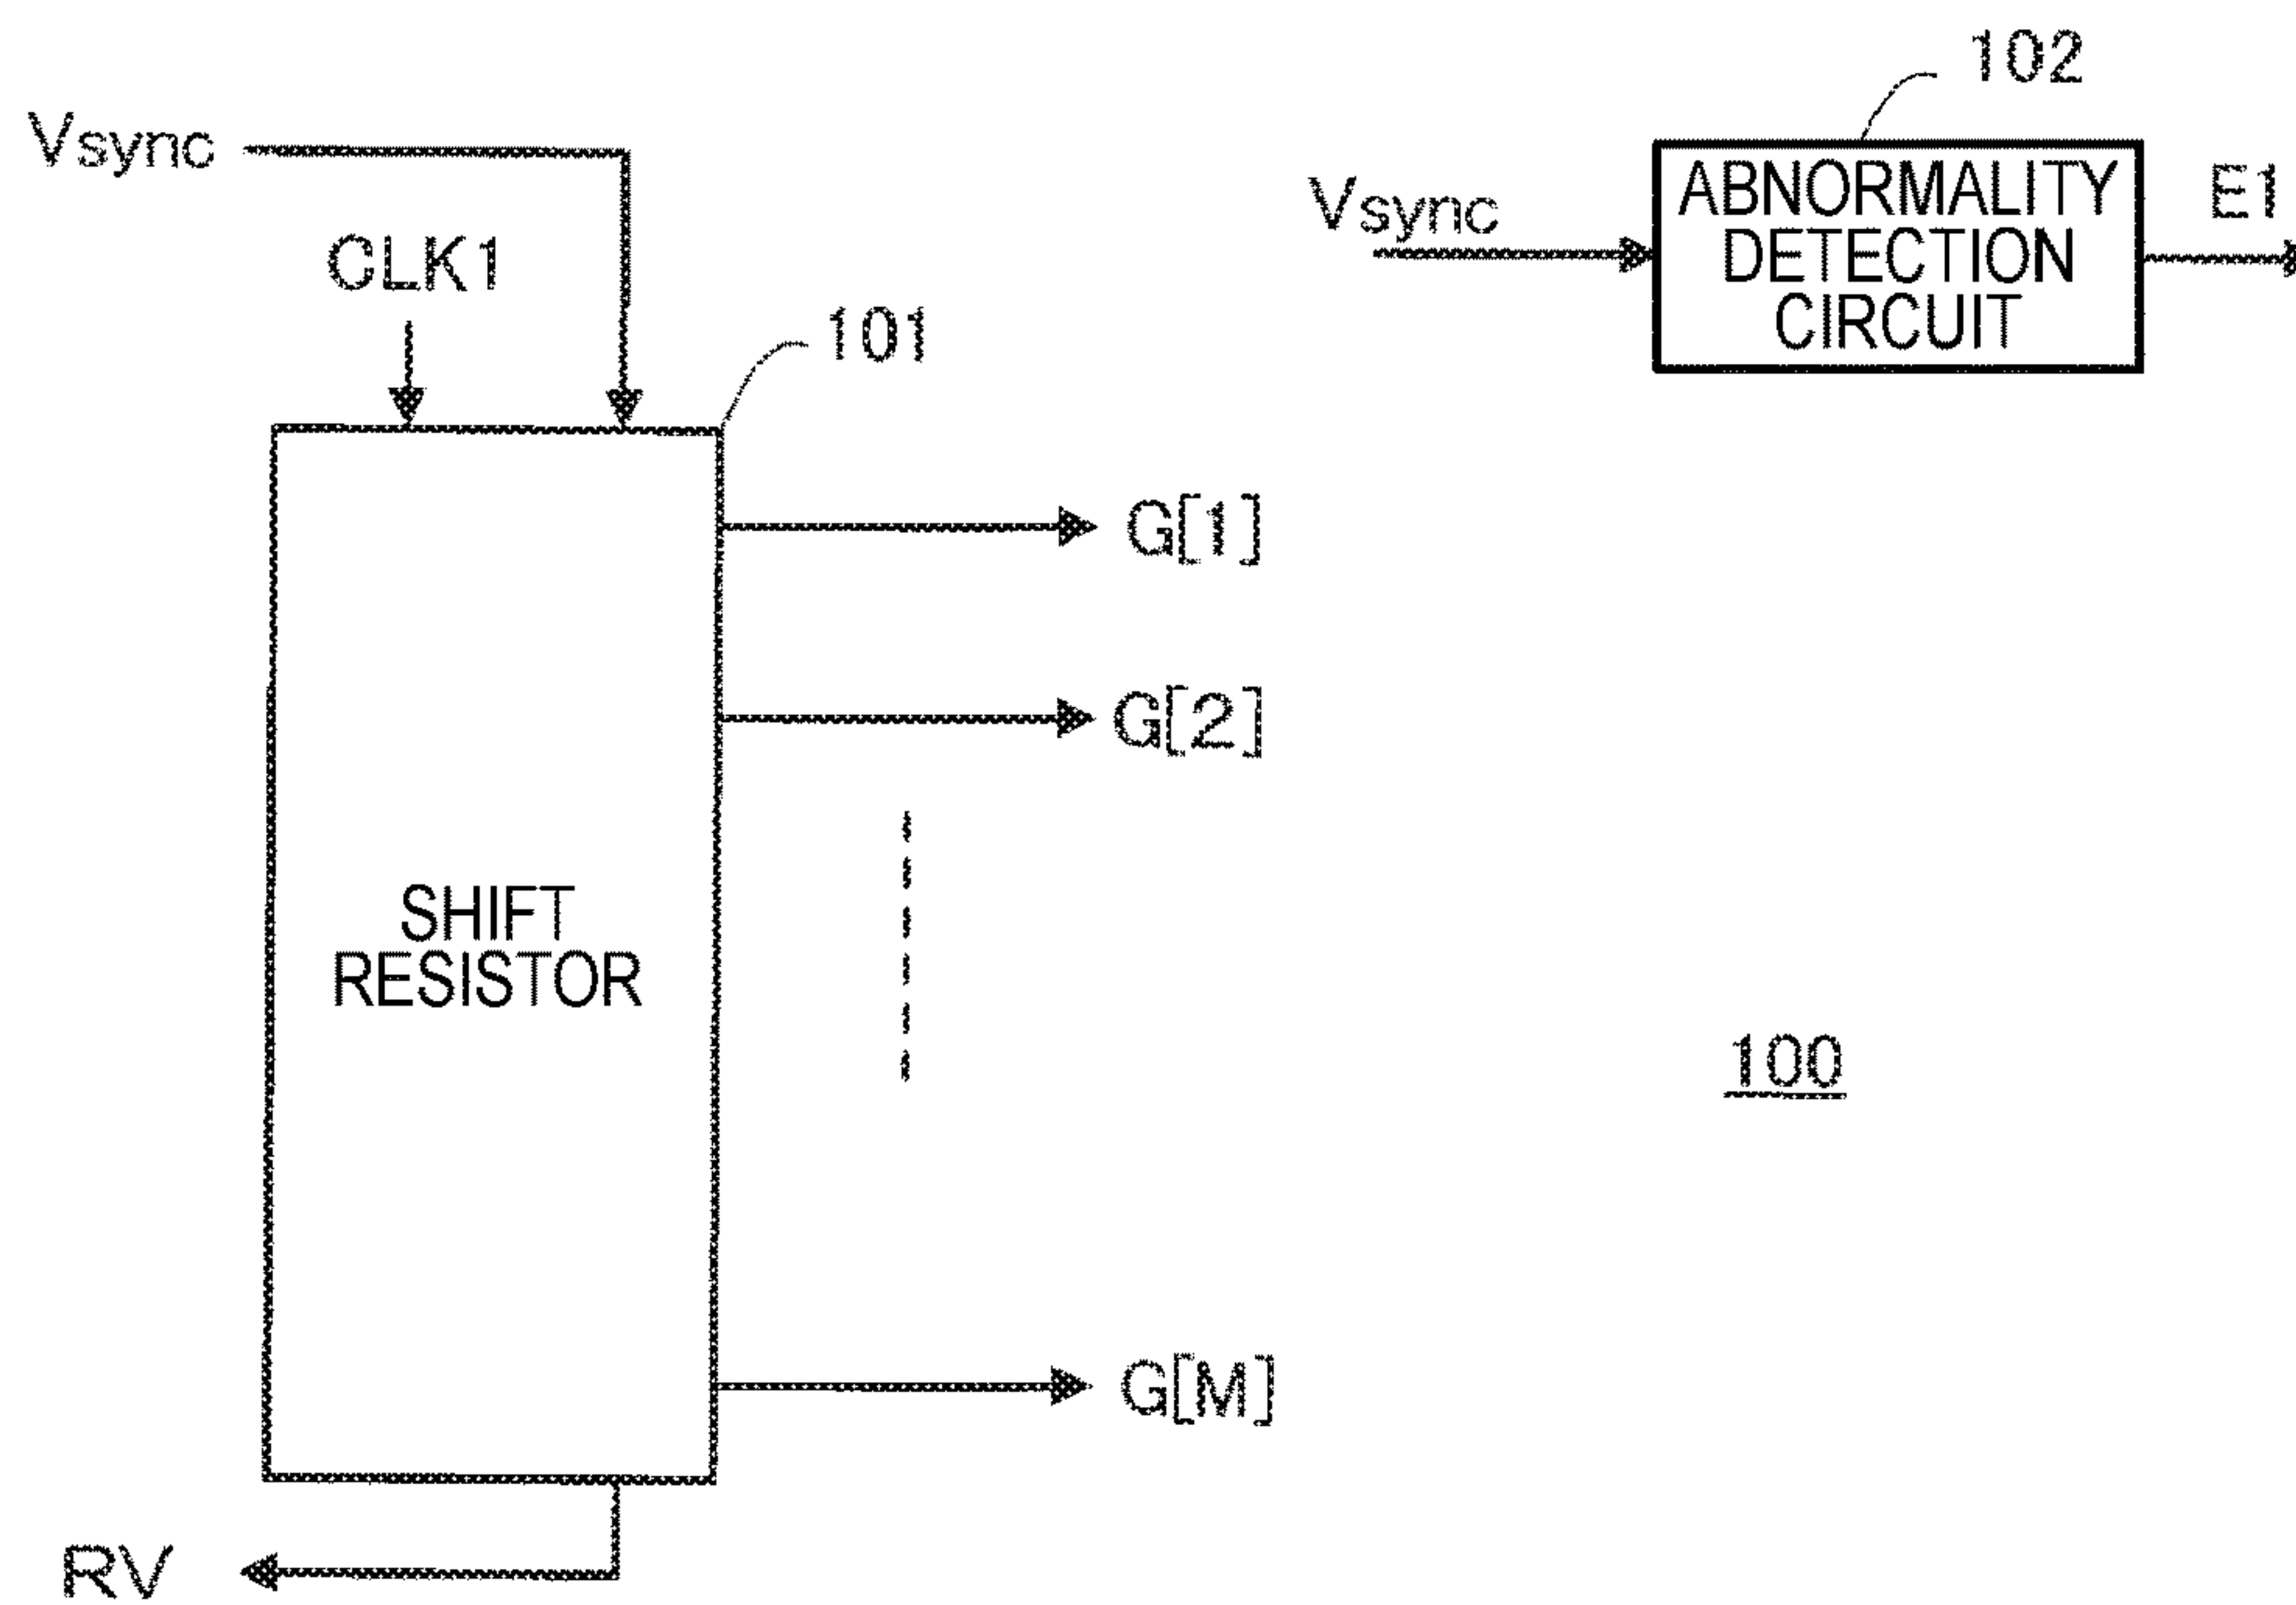 102
Vsync
Vsync
ABNORMALITY
DETECTION
CIRCUIT
E1
CLK1
101
G[1]
G[2]
SHIFT
RESISTOR
100
G[M]
RV